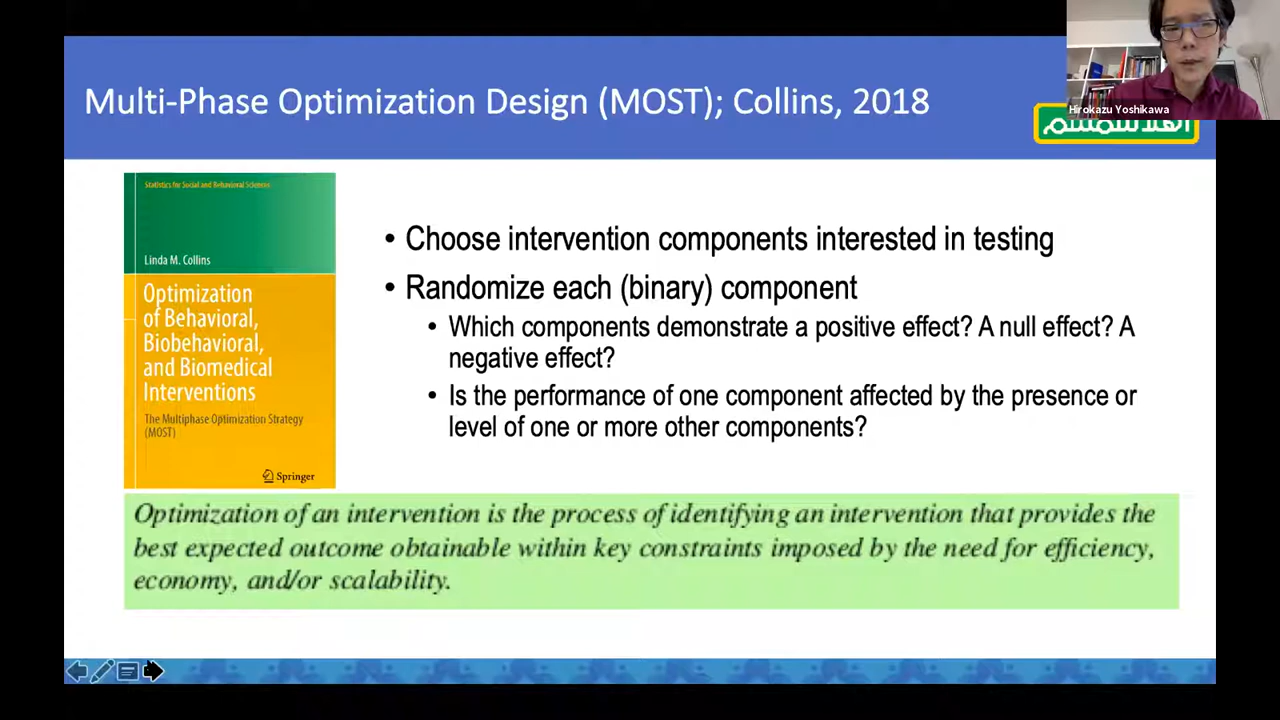 Multi-Phase Optimization Design (MOST); Collins, 2018
Hirokazu Yoshikawa
أهلا سمسم
Statistics for Social and Behavioral Sciences
Linda M. Collins
Optimization
of Behavioral,
Biobehavioral,
and Biomedical
Interventions
The Multiphase Optimization Strategy
(MOST)
Springer
• Choose intervention components interested in testing
• Randomize each (binary) component
• Which components demonstrate a positive effect? A null effect? A
negative effect?
• Is the performance of one component affected by the presence or
level of one or more other components?
Optimization of an intervention is the process of identifying an intervention that provides the
best expected outcome obtainable within key constraints imposed by the need for efficiency,
economy, and/or scalability.